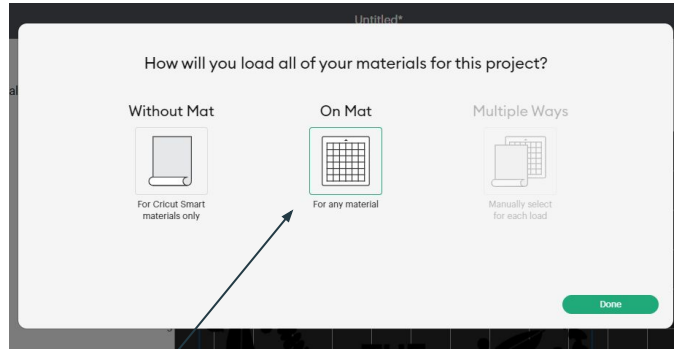 Untitled*
How will you load all of your materials for this project?
Without Mat
On Mat
Multiple Ways
For Cricut Smart
materials only
For any material
Manually select
for each load
Done
THE